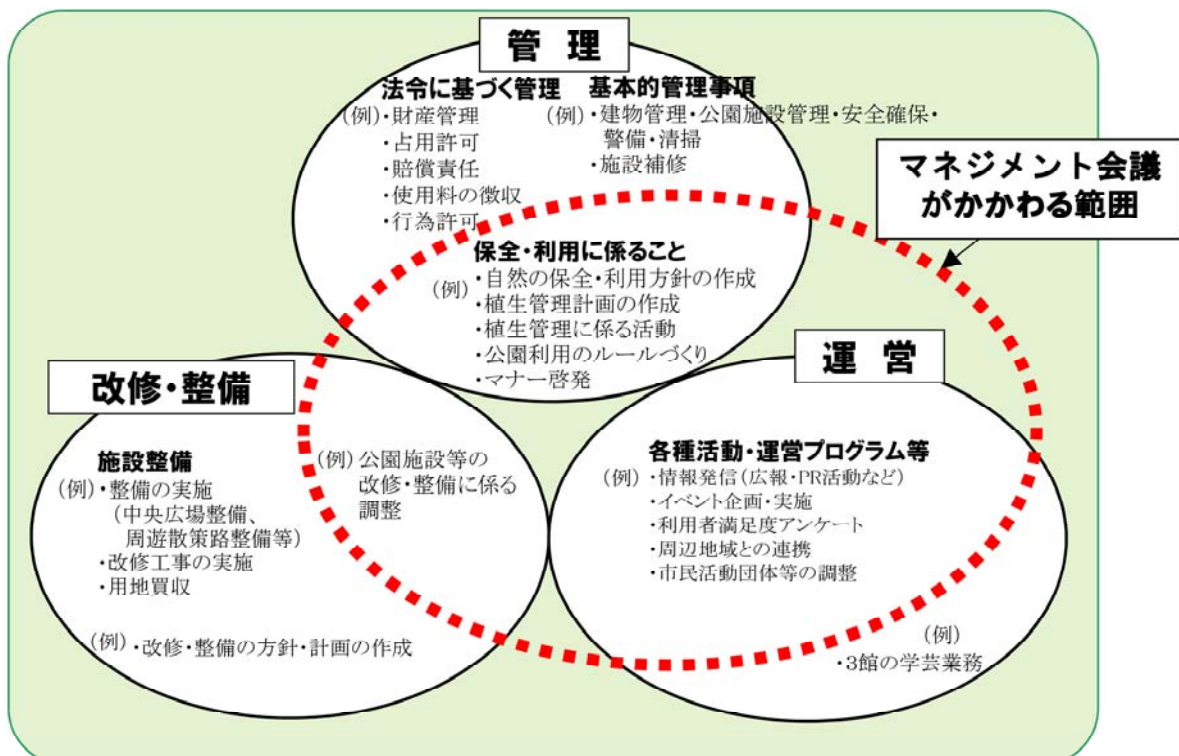 管 理
法令に基づく管理
(例)・財産管理
・占用許可
・賠償責任
・使用料の徴収
・行為許可
基本的管理事項
(例)・建物管理・公園施設管理・安全確保・
警備・清掃
・施設補修
マネジメント会議
がかかわる範囲
保全・利用に係ること
(例)・自然の保全・利用方針の作成
・植生管理計画の作成
・植生管理に係る活動
・公園利用のルールづくり
・マナー啓発
改修・整備
施設整備
(例)・整備の実施
(中央広場整備、
周遊散策路整備等)
・改修工事の実施
・用地買収
(例)公園施設等の
改修・整備に係る
調整
(例)・改修・整備の方針・計画の作成
運 営
各種活動・運営プログラム等
(例)・情報発信(広報・PR活動など)
・イベント企画・実施
・利用者満足度アンケート
・周辺地域との連携
・市民活動団体等の調整
(例)
・3館の学芸業務